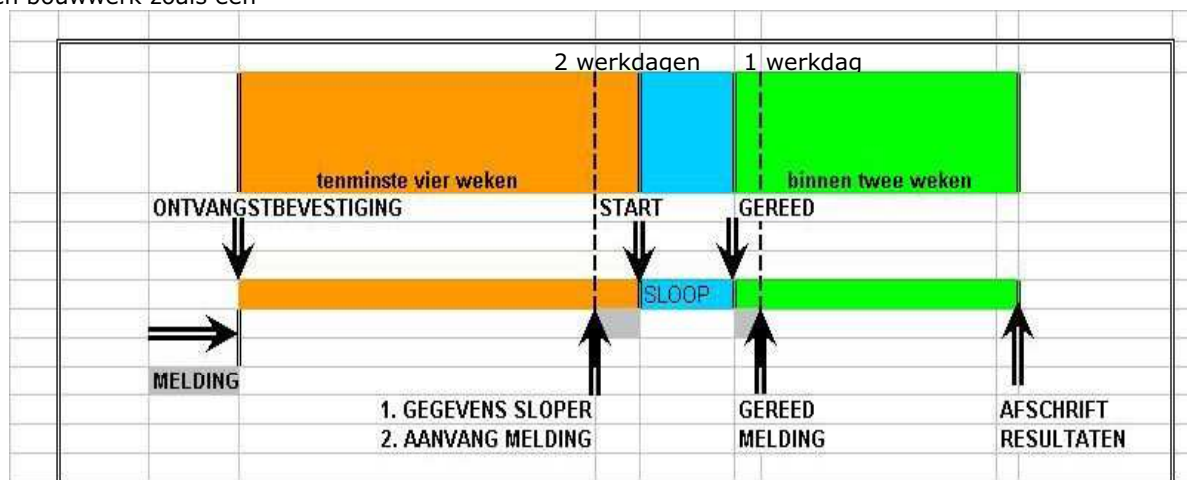 en bouwwerk zoals een
2 werkdagen
1 werkdag
tenminste vier weken
binnen twee weken
ONTVANGSTBEVESTIGING
START
GEREED
SLOOP
MELDING
1. GEGEVENS SLOPER
2. AANVANG MELDING
GEREED
MELDING
AFSCHRIFT
RESULTATEN